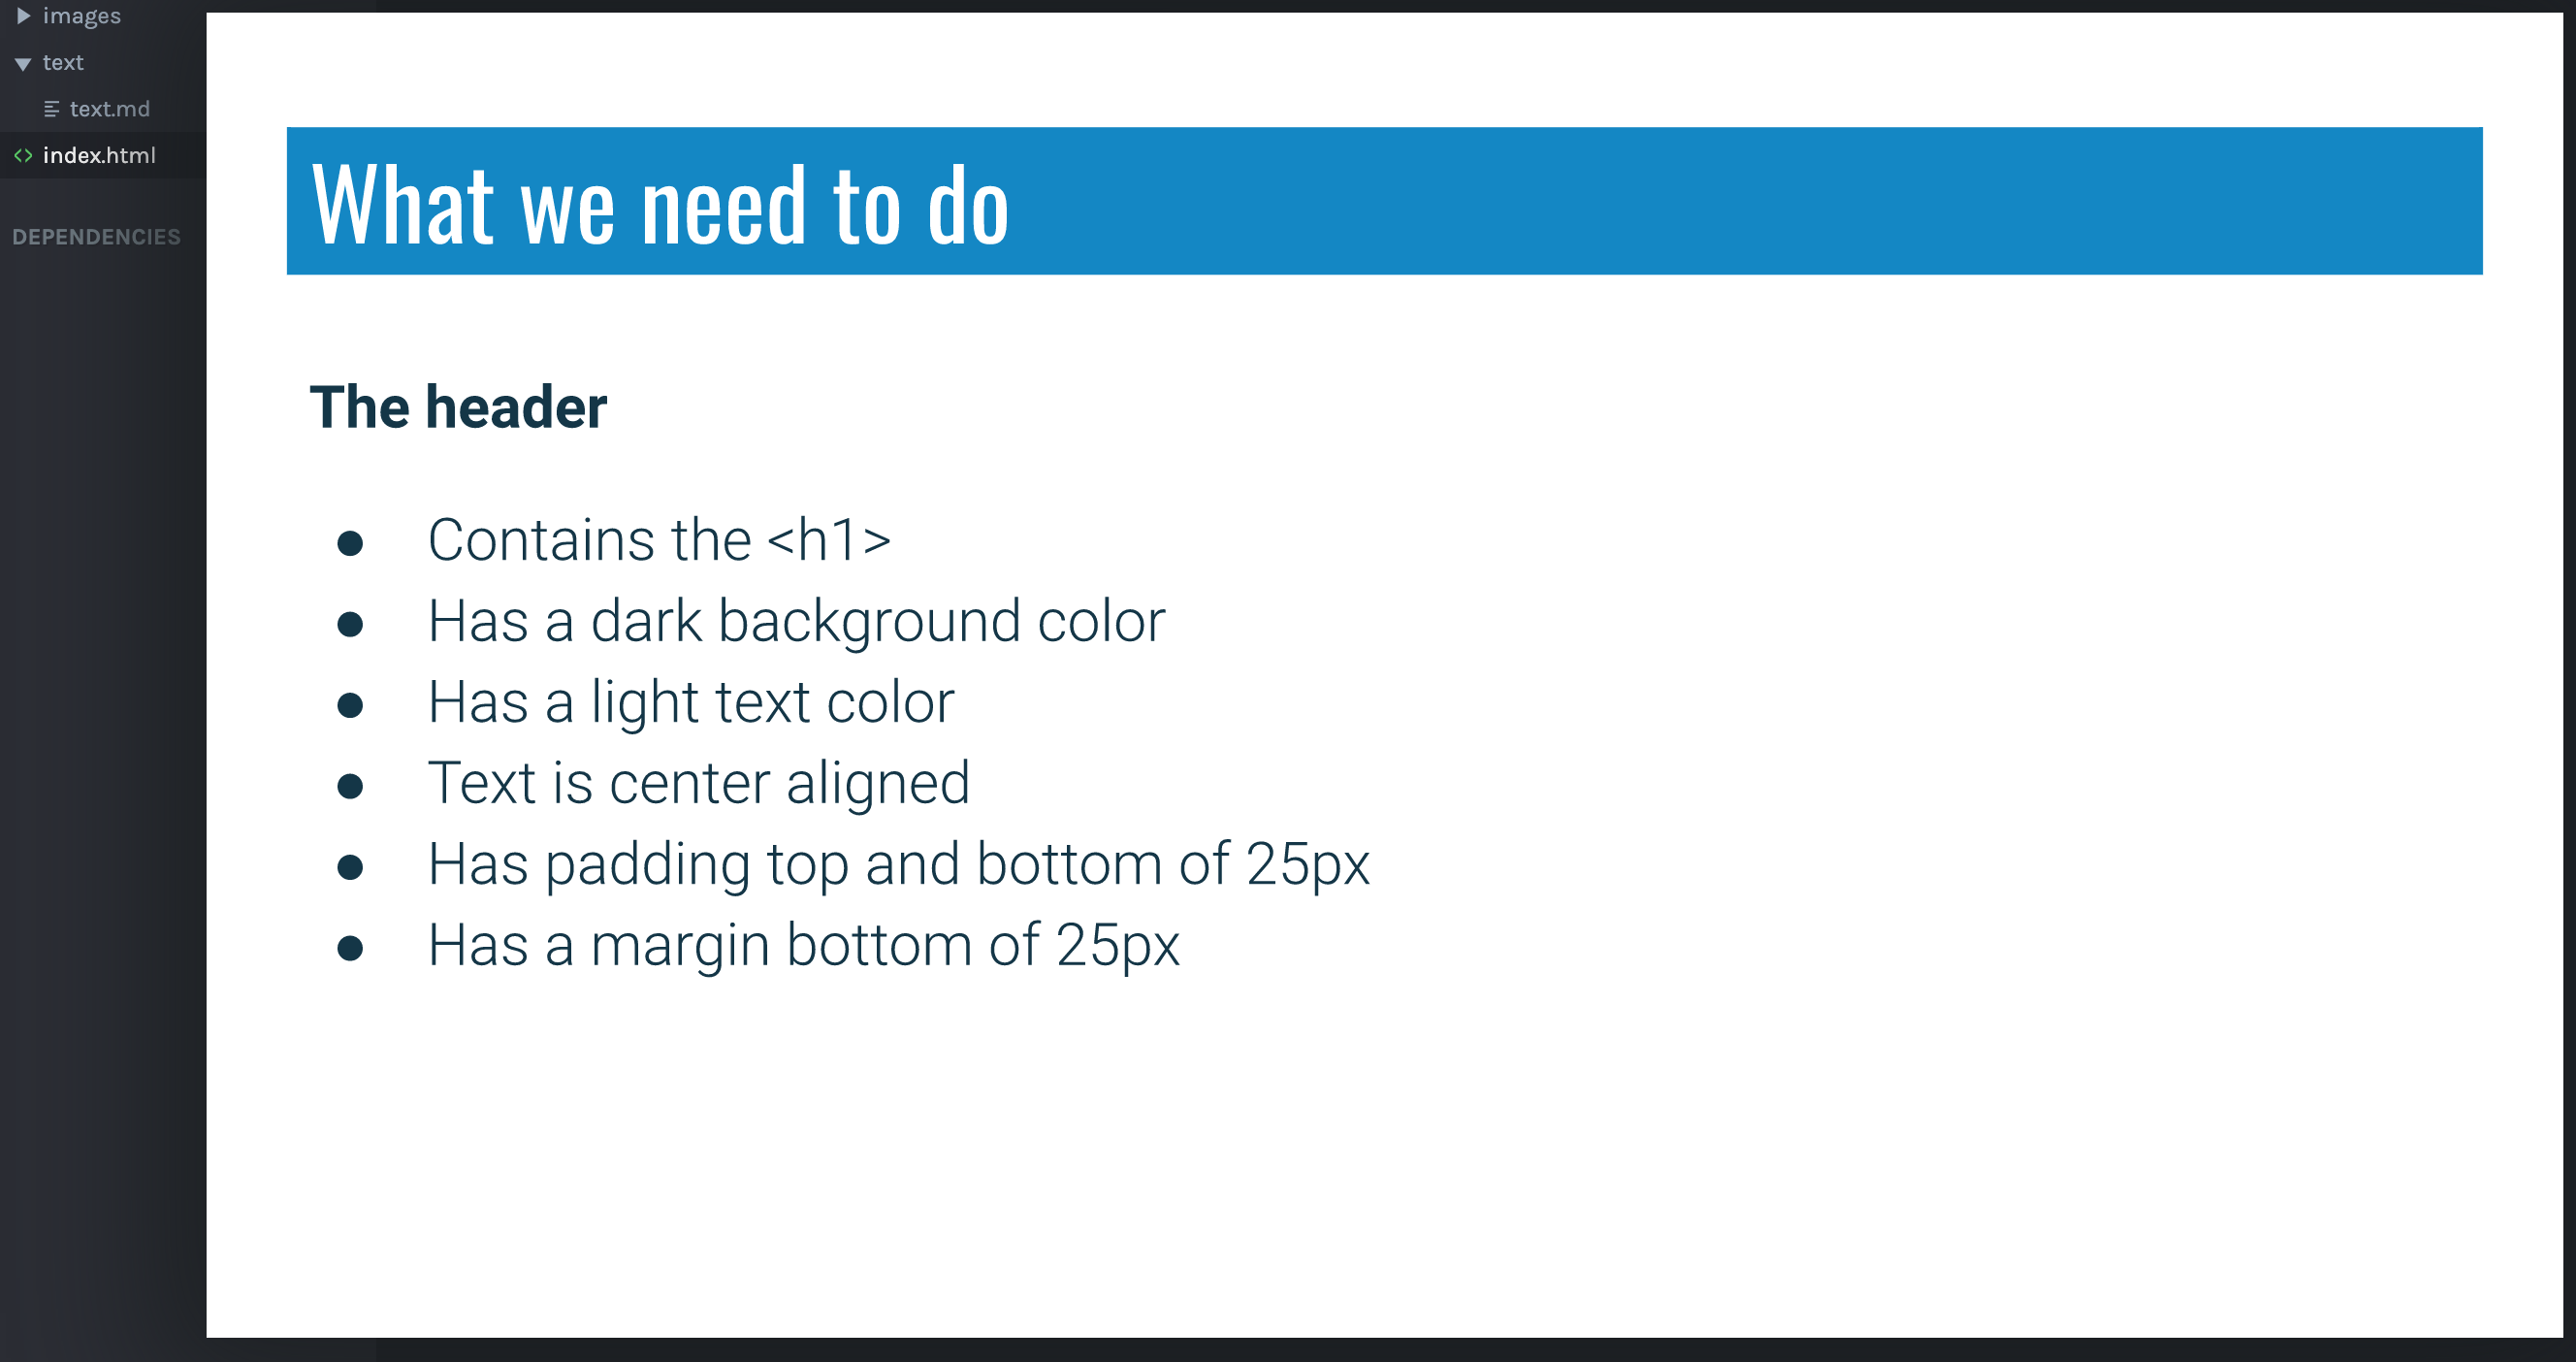 images
text
text.md
index.html
DEPENDENCIES
What we need to do
The header
● Contains the <h1>
● Has a dark background color
● Has a light text color
● Text is center aligned
● Has padding top and bottom of 25px
● Has a margin bottom of 25px